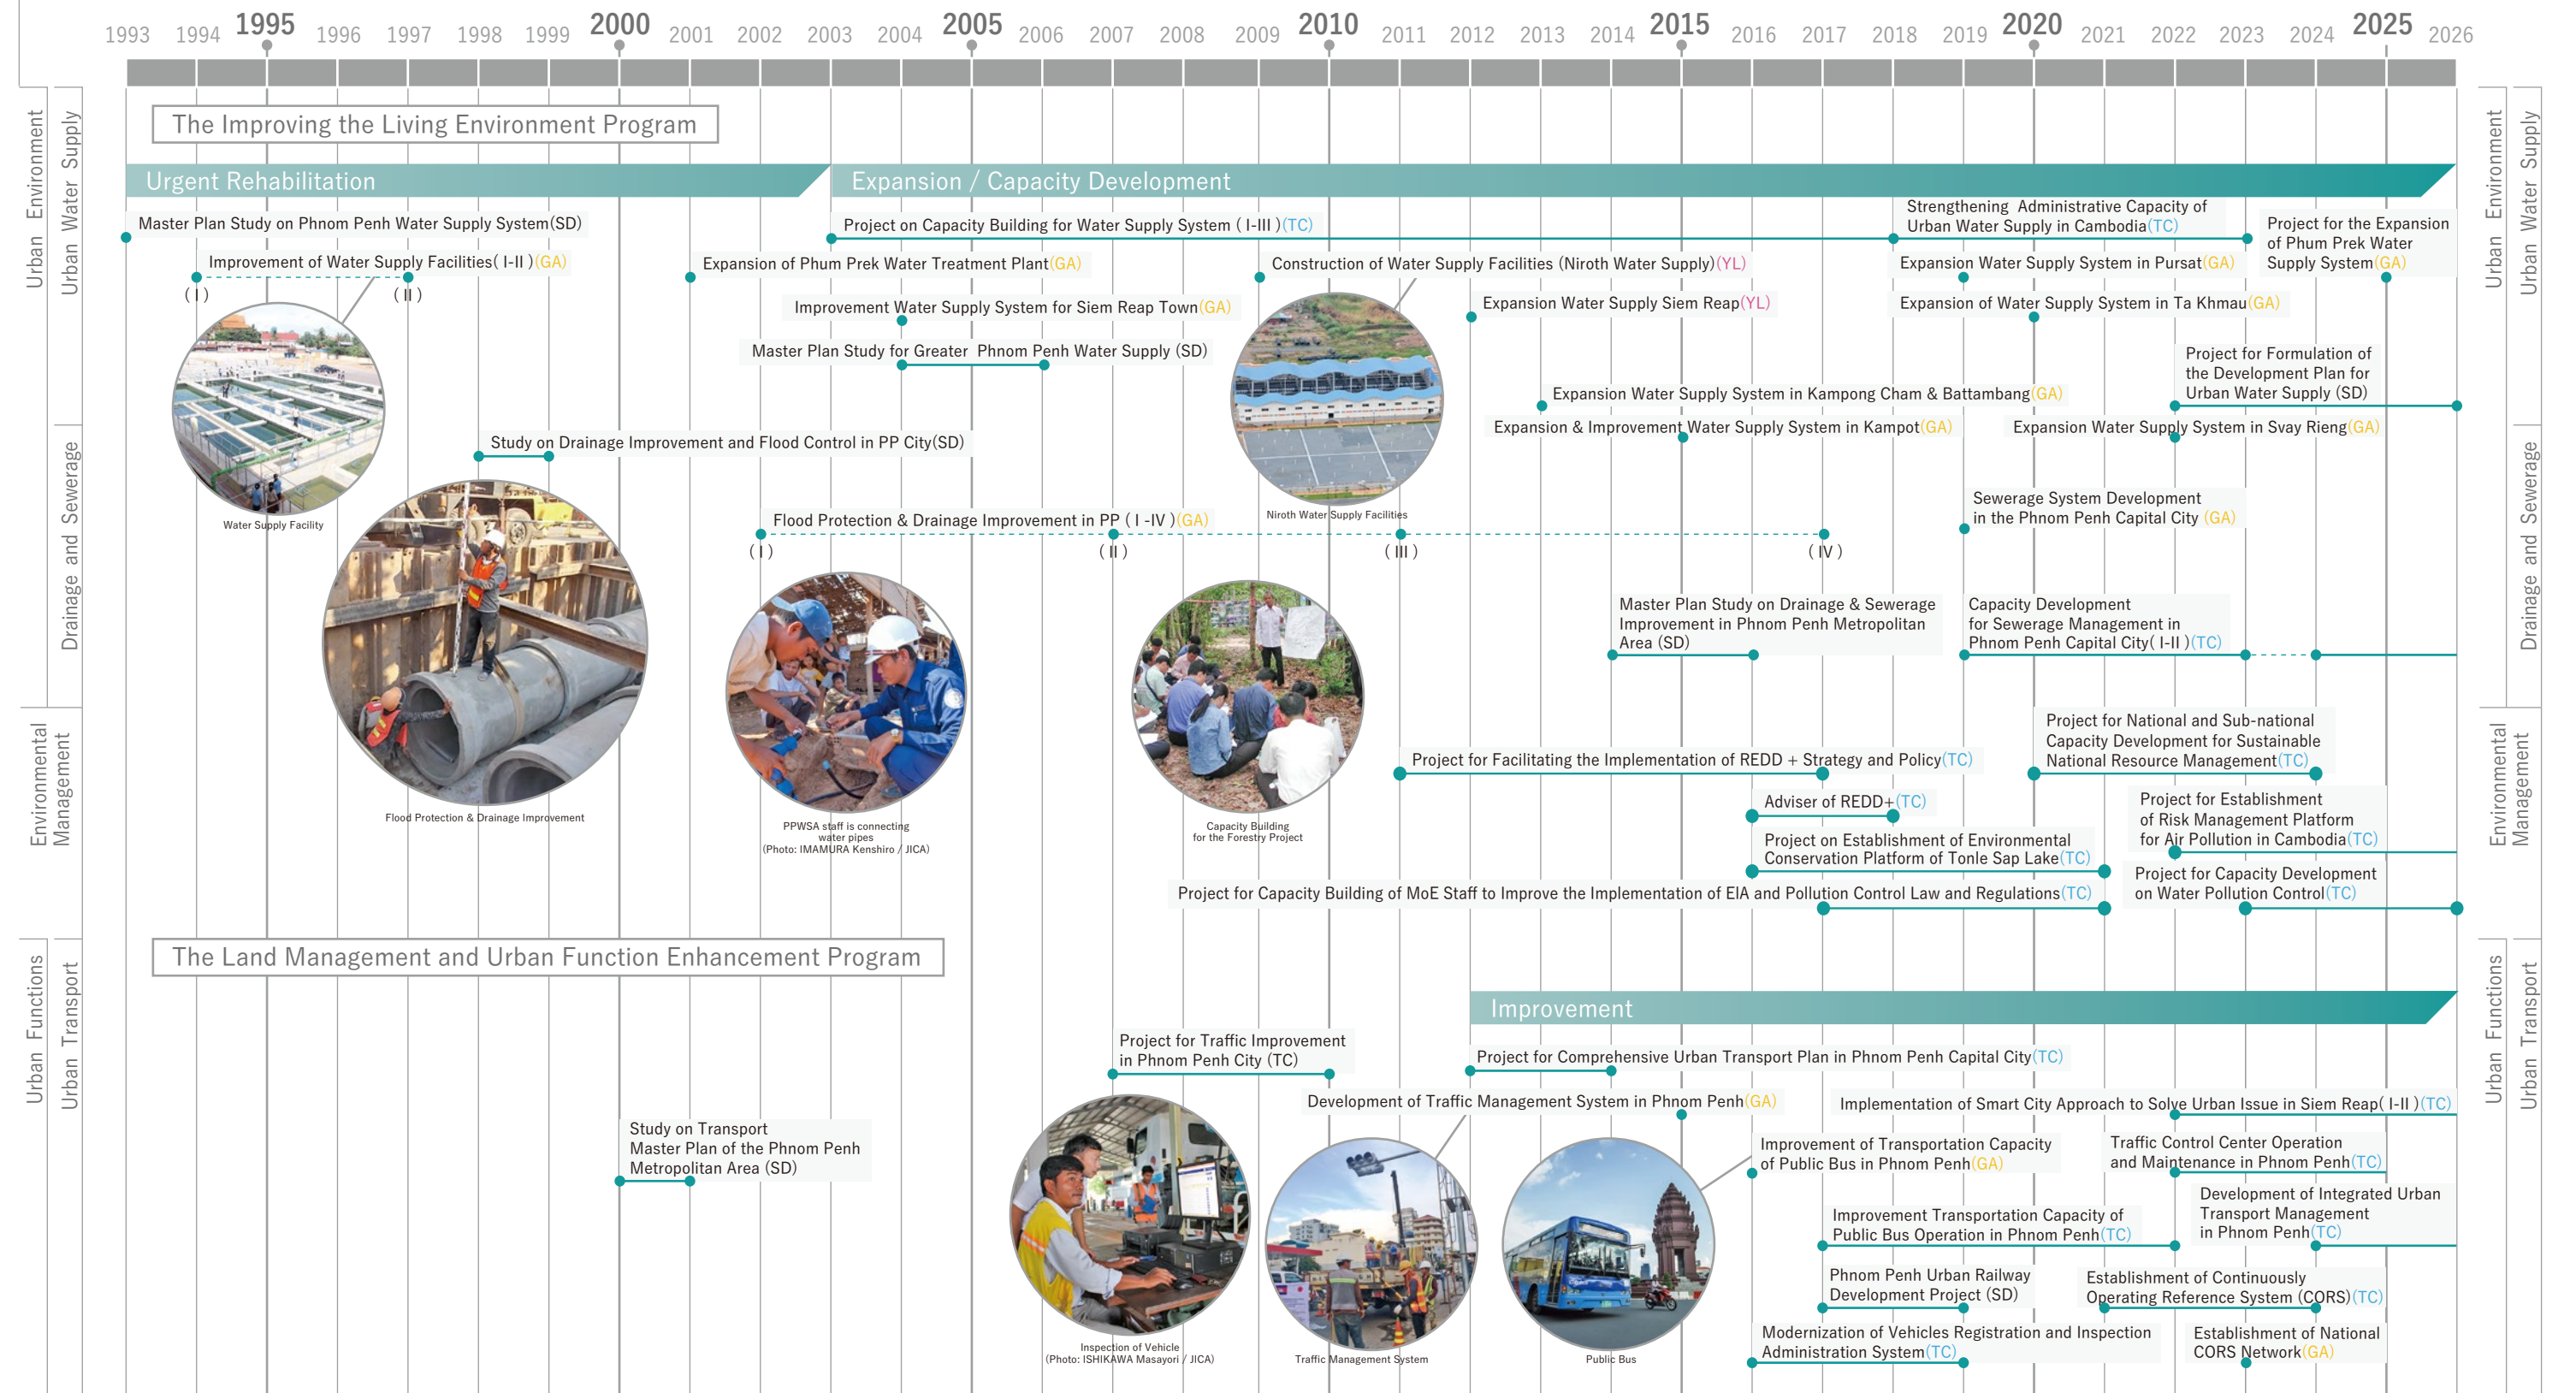 1993 1994 1995 1996 1997 1998 1999 2000 2001 2002 2003 2004 2005 2006 2007 2008 2009 2010 2011 2012 2013 2014 2015 2016 2017 2018 2019 2020 2021 2022 2023 2024 2025 2026
Urban Environment
Urban Water Supply
Urban Environment
Urban Water Supply
The Improving the Living Environment Program
Urgent Rehabilitation
Expansion / Capacity Development
Master Plan Study on Phnom Penh Water Supply System(SD)
Project on Capacity Building for Water Supply System ( I-III )(TC)
Strengthening Administrative Capacity of
Urban Water Supply in Cambodia(TC)
Project for the Expansion
of Phum Prek Water
Supply System(GA)
Improvement of Water Supply Facilities( I-II )(GA)
( I )
( II )
Expansion of Phum Prek Water Treatment Plant(GA)
Construction of Water Supply Facilities (Niroth Water Supply)(YL)
Expansion Water Supply System in Pursat(GA)
Improvement Water Supply System for Siem Reap Town(GA)
Expansion Water Supply Siem Reap(YL)
Expansion of Water Supply System in Ta Khmau(GA)
Master Plan Study for Greater Phnom Penh Water Supply (SD)
Project for Formulation of
the Development Plan for
Urban Water Supply (SD)
Expansion Water Supply System in Kampong Cham & Battambang(GA)
Expansion & Improvement Water Supply System in Kampot(GA)
Expansion Water Supply System in Svay Rieng(GA)
Drainage and Sewerage
Drainage and Sewerage
Study on Drainage Improvement and Flood Control in PP City(SD)
Water Supply Facility
Niroth Water Supply Facilities
Flood Protection & Drainage Improvement in PP ( I -IV )(GA)
( I )
( II )
( III )
( IV )
Sewerage System Development
in the Phnom Penh Capital City (GA)
Master Plan Study on Drainage & Sewerage
Improvement in Phnom Penh Metropolitan
Area (SD)
Capacity Development
for Sewerage Management in
Phnom Penh Capital City( I-II )(TC)
Environmental
Management
Environmental
Management
Flood Protection & Drainage Improvement
PPWSA staff is connecting
water pipes
(Photo: IMAMURA Kenshiro / JICA)
Capacity Building
for the Forestry Project
Project for Facilitating the Implementation of REDD + Strategy and Policy(TC)
Project for National and Sub-national
Capacity Development for Sustainable
National Resource Management(TC)
Adviser of REDD+(TC)
Project for Establishment
of Risk Management Platform
for Air Pollution in Cambodia(TC)
Project on Establishment of Environmental
Conservation Platform of Tonle Sap Lake(TC)
Project for Capacity Building of MoE Staff to Improve the Implementation of EIA and Pollution Control Law and Regulations(TC)
Project for Capacity Development
on Water Pollution Control(TC)
Urban Functions
Urban Transport
Urban Functions
Urban Transport
The Land Management and Urban Function Enhancement Program
Improvement
Project for Traffic Improvement
in Phnom Penh City (TC)
Project for Comprehensive Urban Transport Plan in Phnom Penh Capital City(TC)
Development of Traffic Management System in Phnom Penh(GA)
Implementation of Smart City Approach to Solve Urban Issue in Siem Reap( I-II )(TC)
Study on Transport
Master Plan of the Phnom Penh
Metropolitan Area (SD)
Improvement of Transportation Capacity
of Public Bus in Phnom Penh(GA)
Traffic Control Center Operation
and Maintenance in Phnom Penh(TC)
Improvement Transportation Capacity of
Public Bus Operation in Phnom Penh(TC)
Development of Integrated Urban
Transport Management
in Phnom Penh(TC)
Phnom Penh Urban Railway
Development Project (SD)
Establishment of Continuously
Operating Reference System (CORS)(TC)
Modernization of Vehicles Registration and Inspection
Administration System(TC)
Establishment of National
CORS Network(GA)
Inspection of Vehicle
(Photo: ISHIKAWA Masayori / JICA)
Traffic Management System
Public Bus